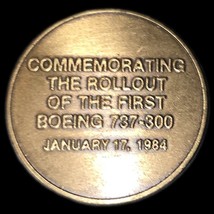 COMMEMORATING
THE ROLLOUT
OF THE FIRST
BOEING 737-300
JANUARY 17, 1984